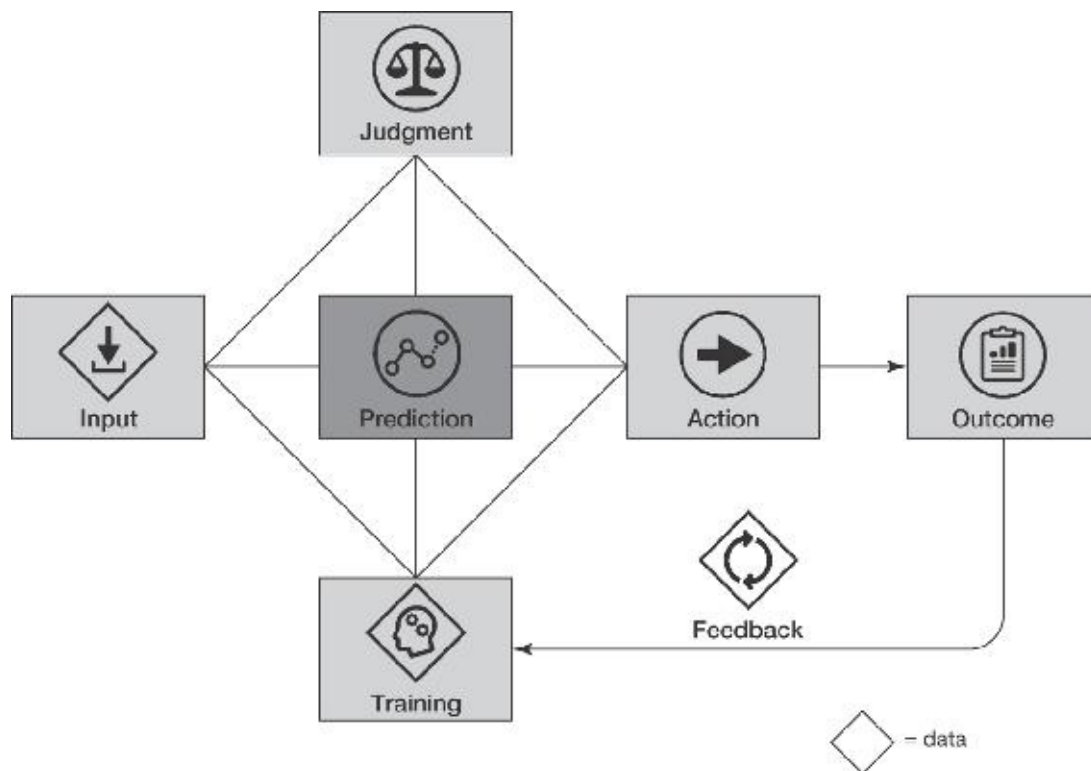 Judgment
Input
Prediction
Action
Outcome
Feedback
Training
= data